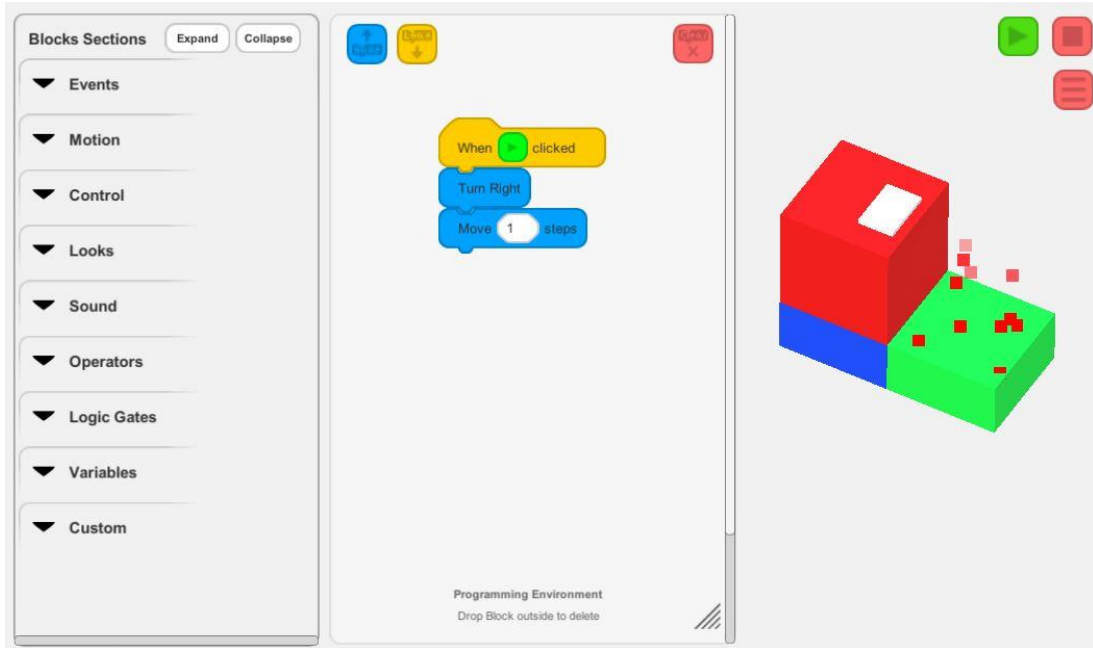 Blocks Sections
Expand
Collapse
Events
Motion
Control
Looks
Sound
Operators
Logic Gates
Variables
Custom
When clicked
Turn Right
Move 1 steps
Programming Environment
Drop Block outside to delete